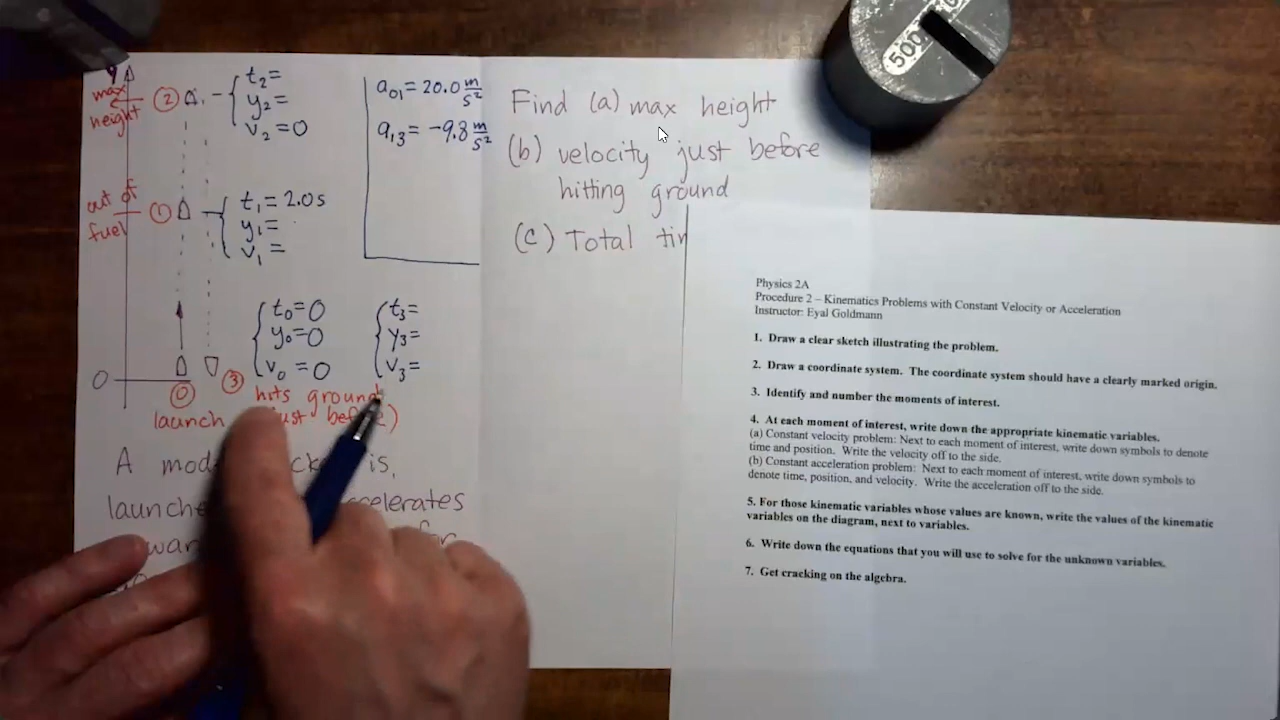 y
max
height
2
t₂=
y₂=
v₂=0
a₀₁=20.0 m/s²
a₁₃=-9.8 m/s²
out of
fuel
1
t₁=2.0s
y₁=
v₁=
0
t₀=0
y₀=0
v₀=0
t₃=
y₃=
v₃=
0
launch
3
hits ground
just
A
is,
Find (a) max height
(b) velocity just before
hitting ground
(c) Total
500
Physics 2A
Procedure 2 – Kinematics Problems with Constant Velocity or Acceleration
Instructor: Eyal Goldmann
1. Draw a clear sketch illustrating the problem.
2. Draw a coordinate system. The coordinate system should have a clearly marked origin.
3. Identify and number the moments of interest.
4. At each moment of interest, write down the appropriate kinematic variables.
(a) Constant velocity problem: Next to each moment of interest, write down symbols to denote
time and position. Write the velocity off to the side.
(b) Constant acceleration problem: Next to each moment of interest, write down symbols to
denote time, position, and velocity. Write the acceleration off to the side.
5. For those kinematic variables whose values are known, write the values of the kinematic
variables on the diagram, next to variables.
6. Write down the equations that you will use to solve for the unknown variables.
7. Get cracking on the algebra.